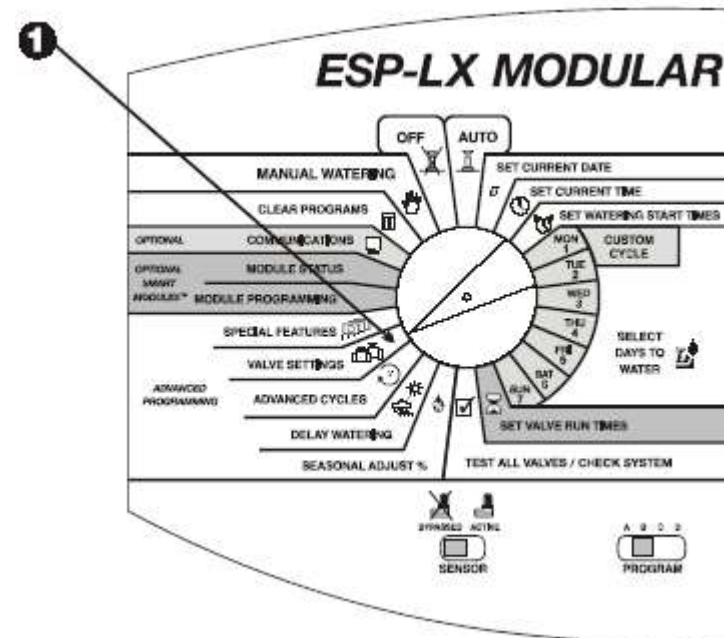 1
ESP-LX MODULAR
OFF
AUTO
MANUAL WATERING
SET CURRENT DATE
SET CURRENT TIME
CLEAR PROGRAMS
SET WATERING START TIMES
OPTIONAL
COMMUNICATIONS
MON
1
CUSTOM
CYCLE
OPTIONAL
SMART
MODULES™
MODULE STATUS
TUE
2
MODULE PROGRAMMING
WED
3
SPECIAL FEATURES
THU
4
SELECT
DAYS TO
WATER
VALVE SETTINGS
FRI
5
ADVANCED
PROGRAMMING
ADVANCED CYCLES
SAT
6
SUN
7
DELAY WATERING
SET VALVE RUN TIMES
SEASONAL ADJUST %
TEST ALL VALVES / CHECK SYSTEM
BYPASSED ACTIVE
SENSOR
A B C D
PROGRAM